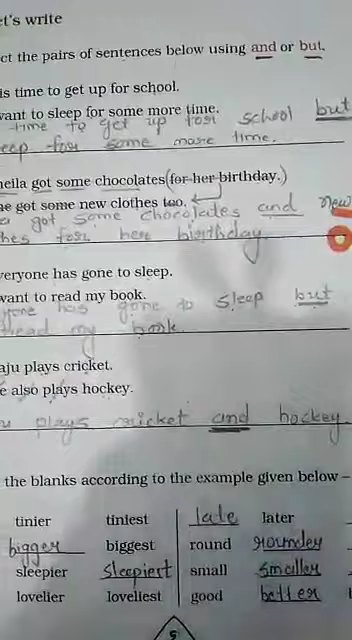 et's write
ct the pairs of sentences below using and or but.
is time to get up for school.
want to sleep for some more time.
time to get up for school but
eep for some more time.
heila got some chocolates (for her birthday.)
he got some new clothes too.
got some chocolates and new
hes for her birthday
veryone has gone to sleep.
want to read my book.
yone has gone to sleep but
read my book.
aju plays cricket.
e also plays hockey.
u plays cricket and hockey.
the blanks according to the example given below –
tinier tiniest late later
bigger biggest round rounder
sleepier sleepiest small smaller
lovelier loveliest good better
5